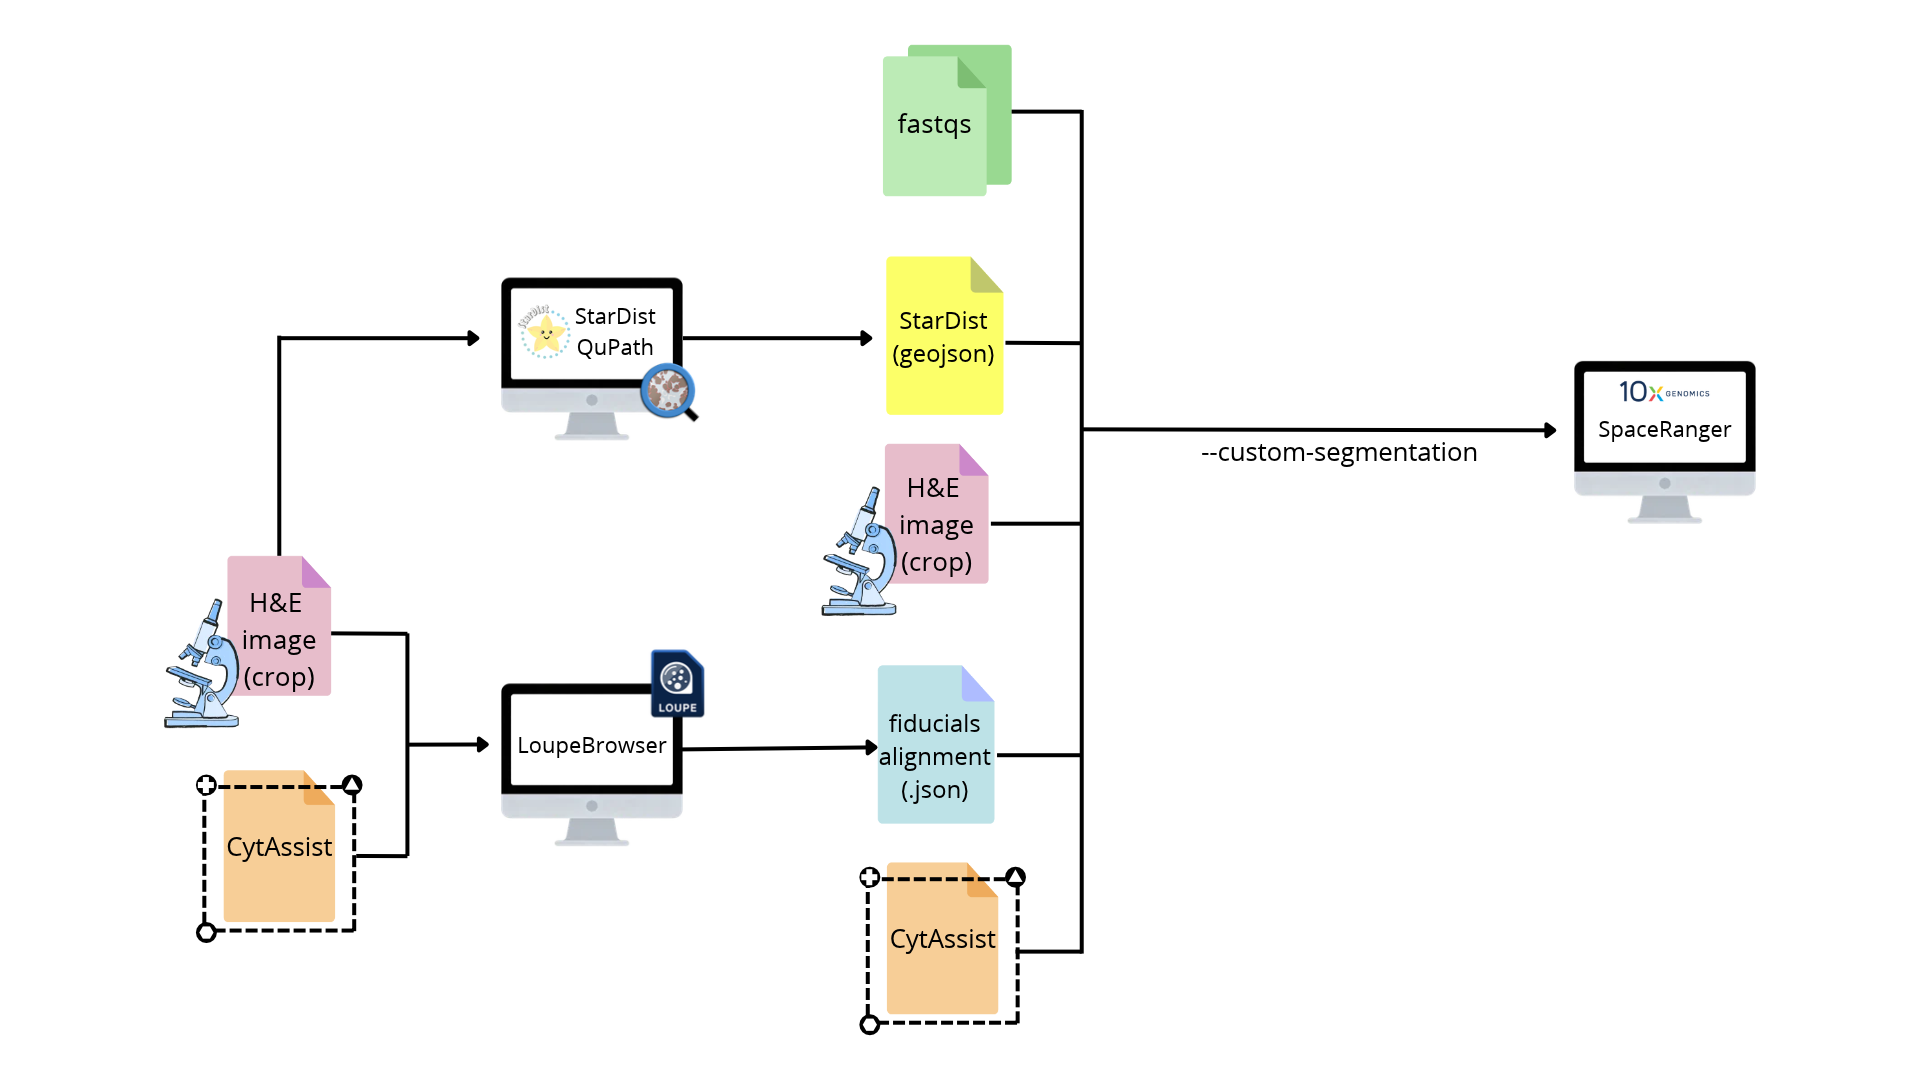 fastqs
StarDist
StarDist
QuPath
StarDist
(geojson)
10X GENOMICS
SpaceRanger
--custom-segmentation
H&E
image
(crop)
H&E
image
(crop)
LOUPE
LoupeBrowser
fiducials
alignment
(.json)
CytAssist
CytAssist